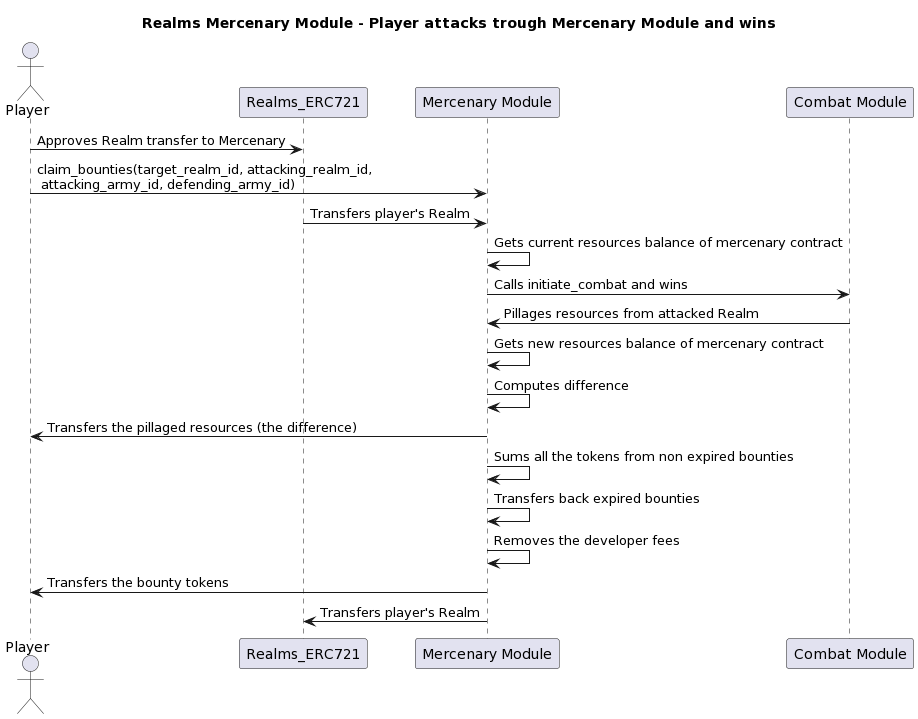 Realms Mercenary Module - Player attacks trough Mercenary Module and wins
Player
Realms_ERC721
Mercenary Module
Combat Module
Approves Realm transfer to Mercenary
claim_bounties(target_realm_id, attacking_realm_id,
attacking_army_id, defending_army_id)
Transfers player's Realm
Gets current resources balance of mercenary contract
Calls initiate_combat and wins
Pillages resources from attacked Realm
Gets new resources balance of mercenary contract
Computes difference
Transfers the pillaged resources (the difference)
Sums all the tokens from non expired bounties
Transfers back expired bounties
Removes the developer fees
Transfers the bounty tokens
Transfers player's Realm
Player
Realms_ERC721
Mercenary Module
Combat Module